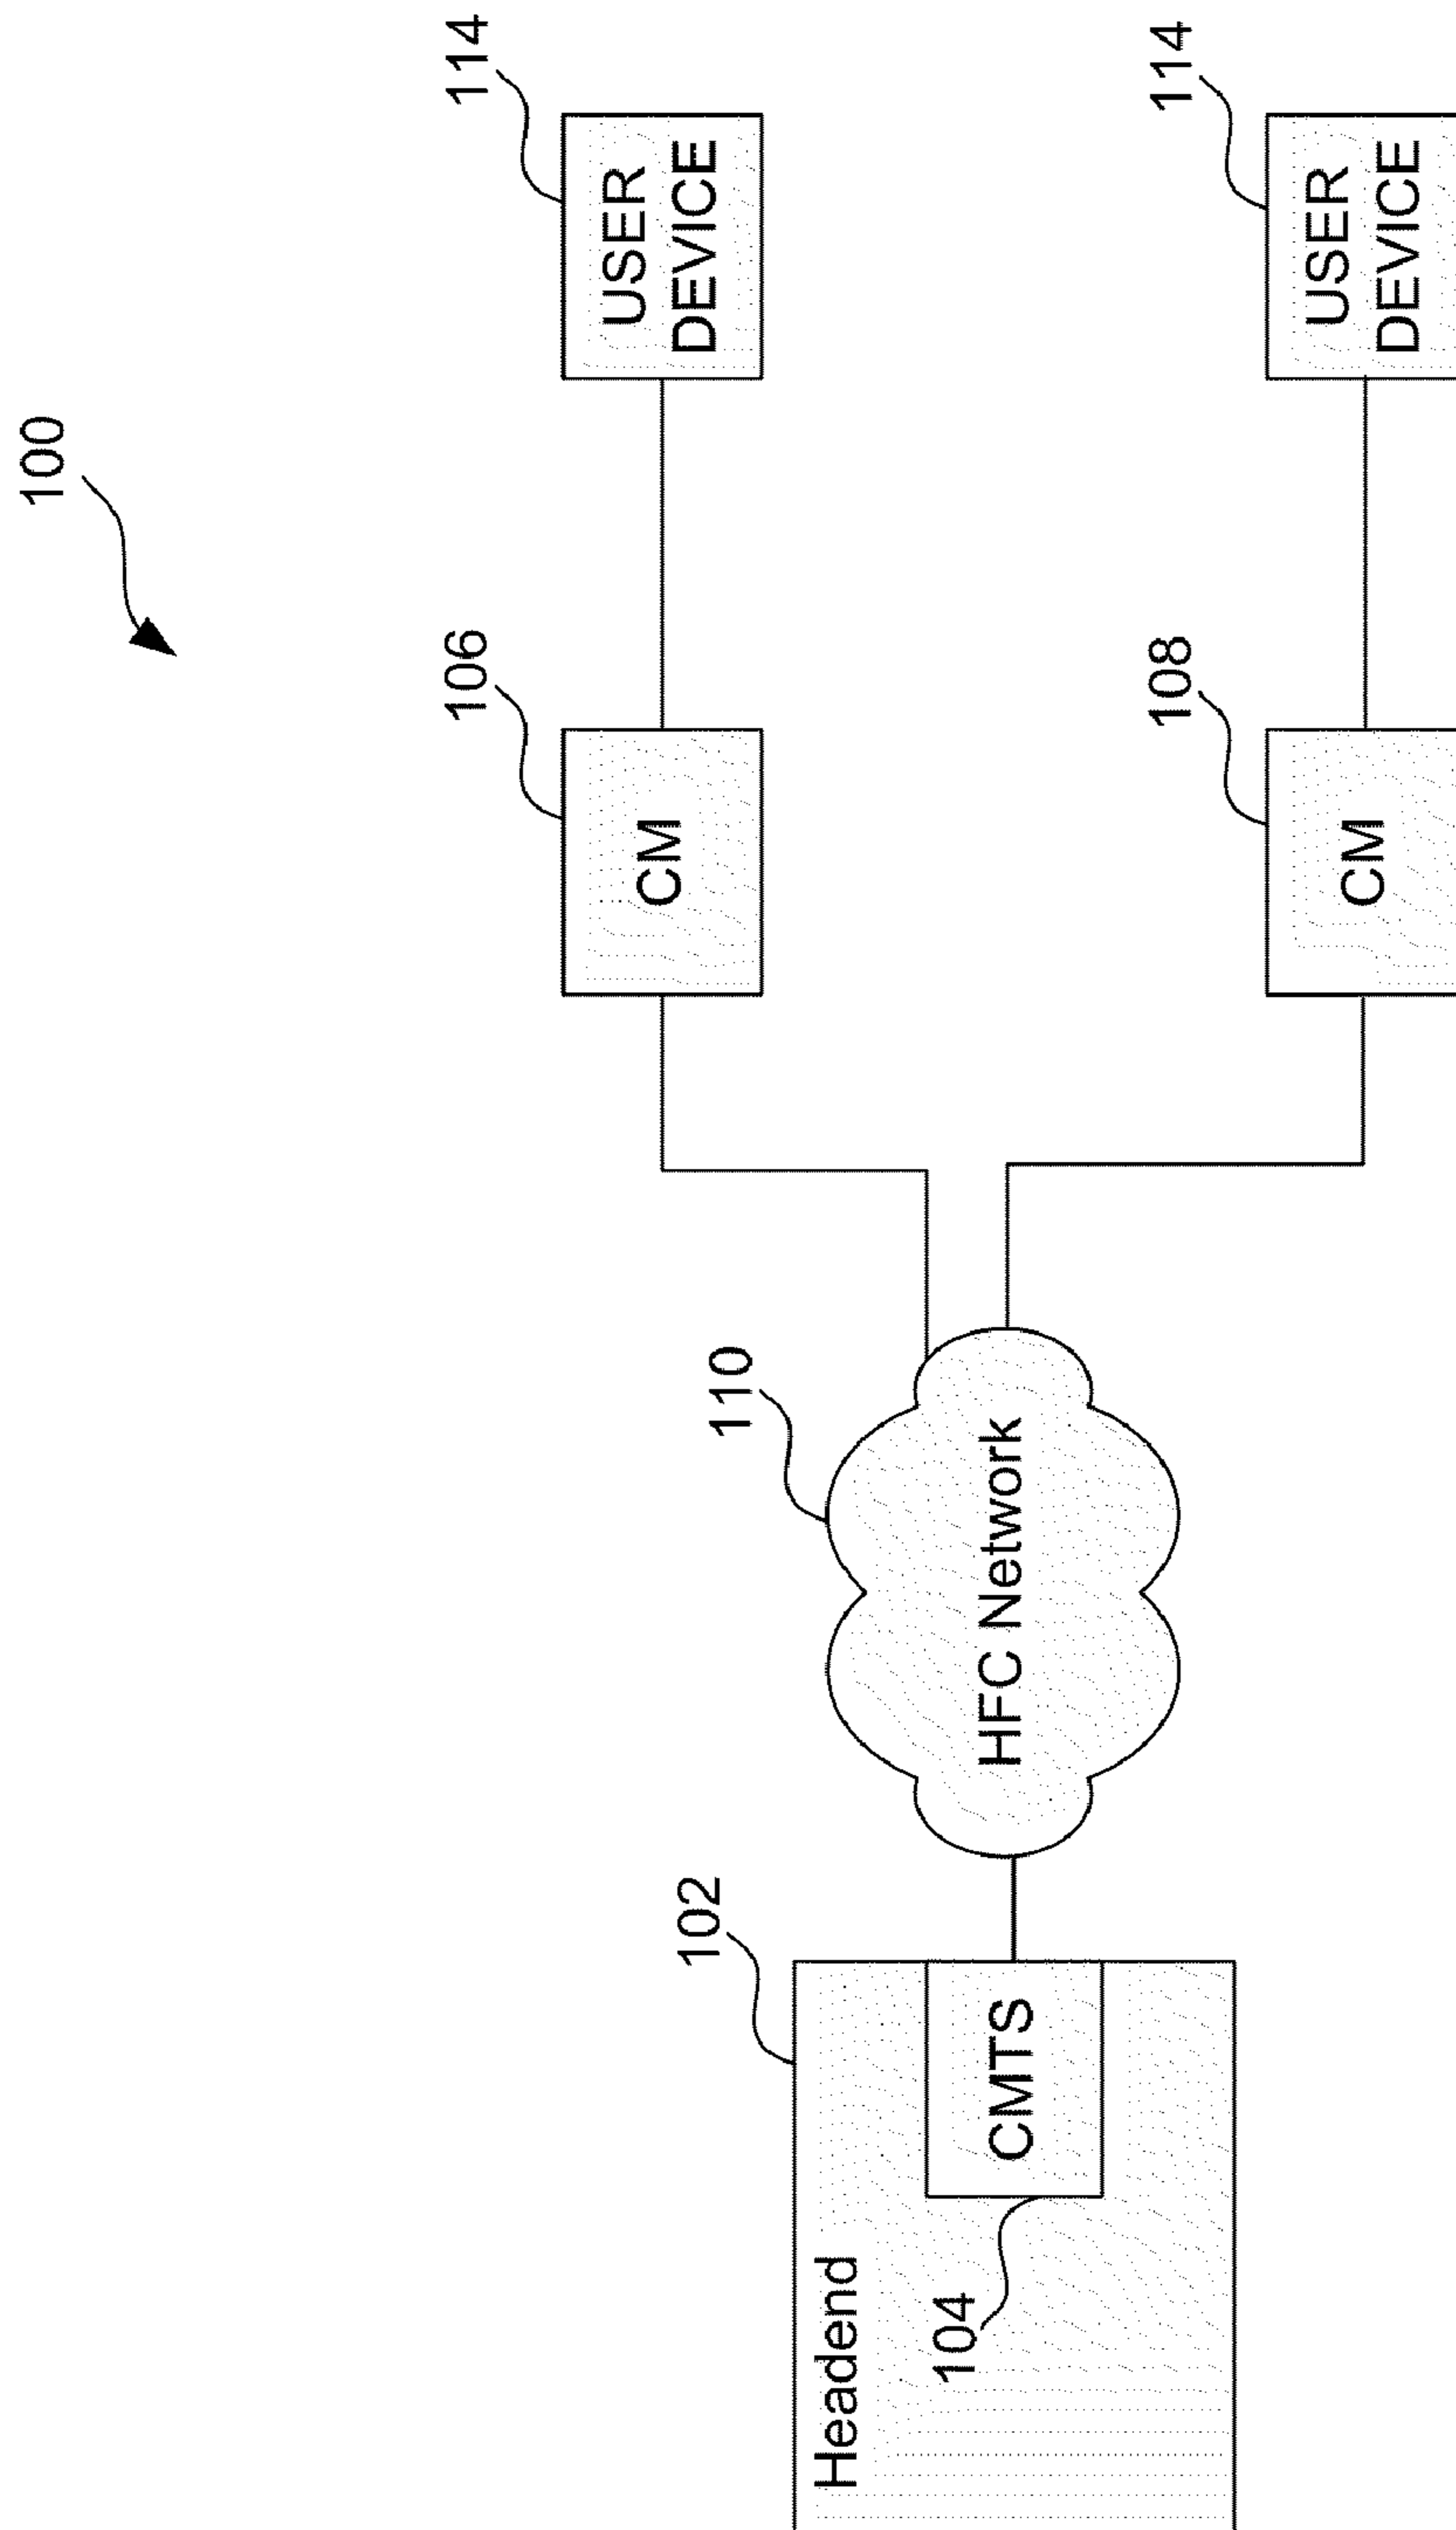 100
114
USER
DEVICE
106
CM
110
HFC Network
102
Headend
CMTS
104
108
CM
114
USER
DEVICE